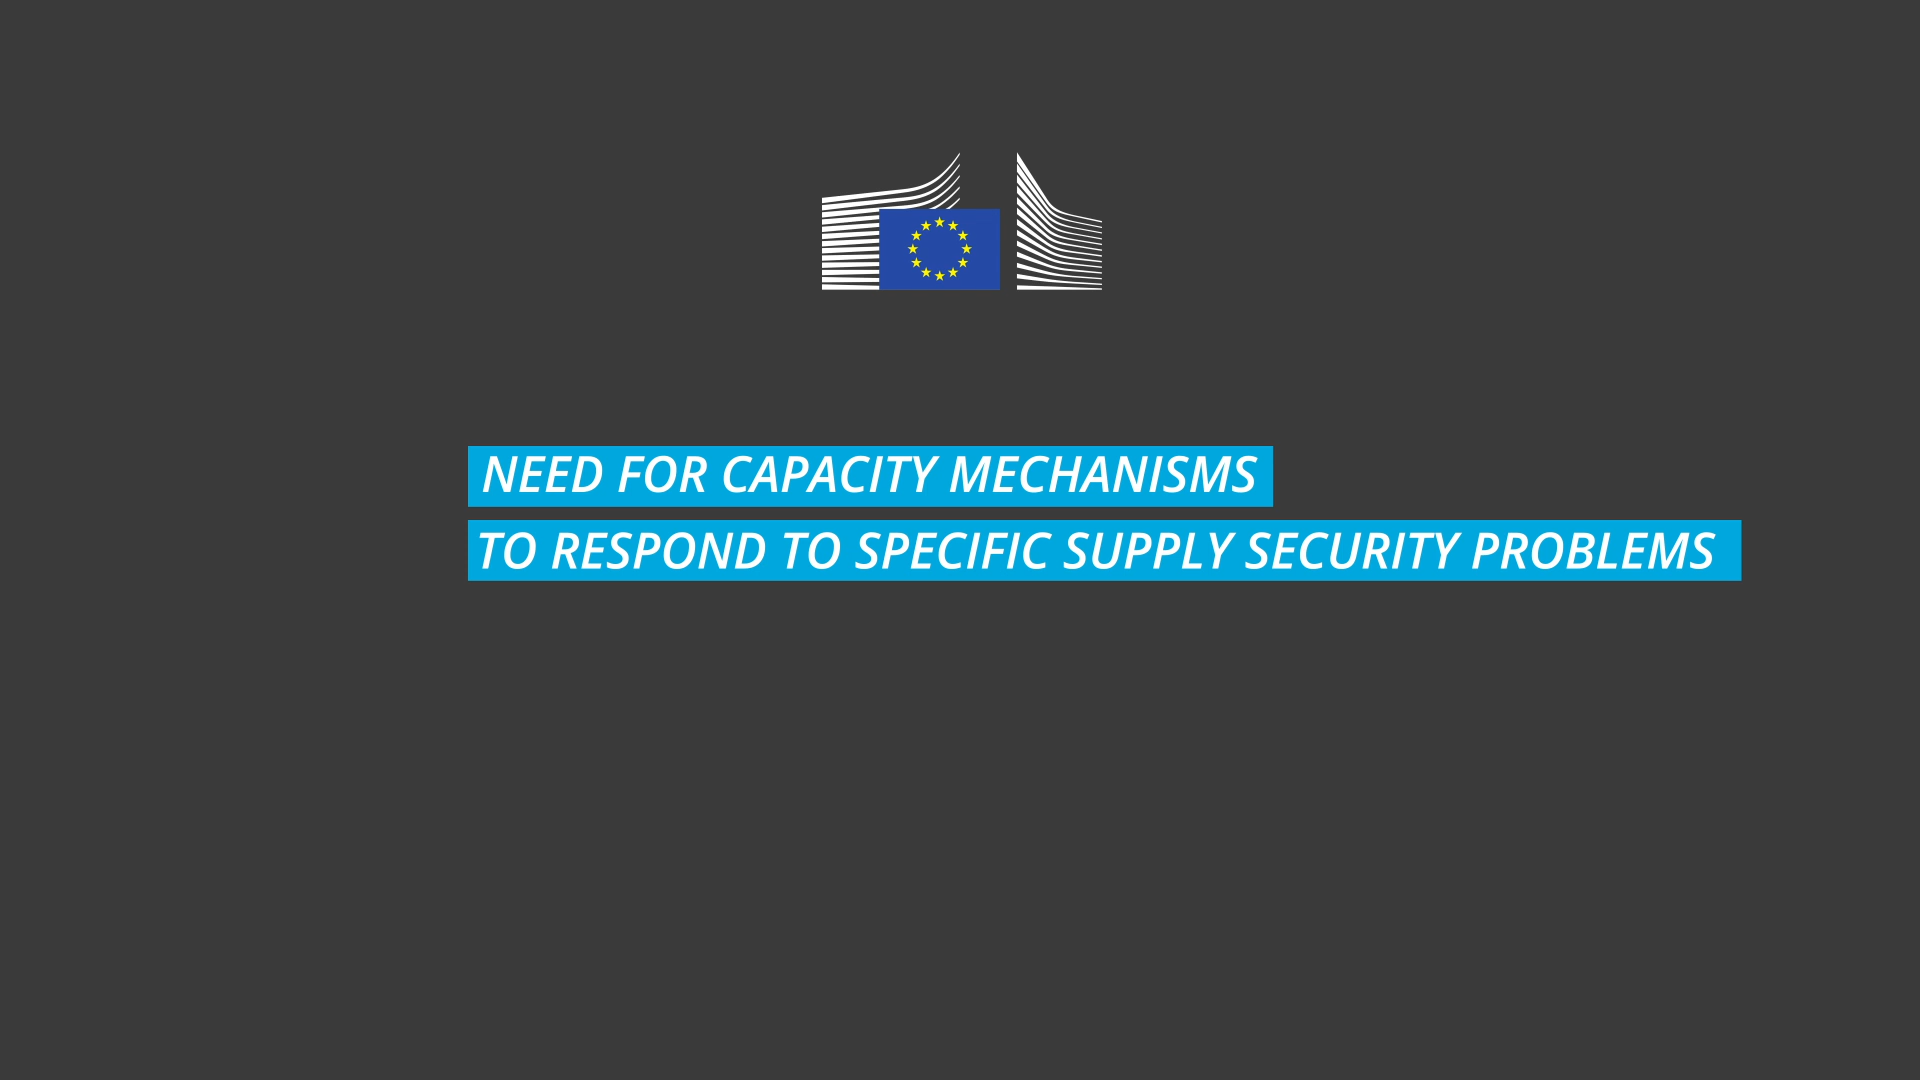 NEED FOR CAPACITY MECHANISMS
TO RESPOND TO SPECIFIC SUPPLY SECURITY PROBLEMS